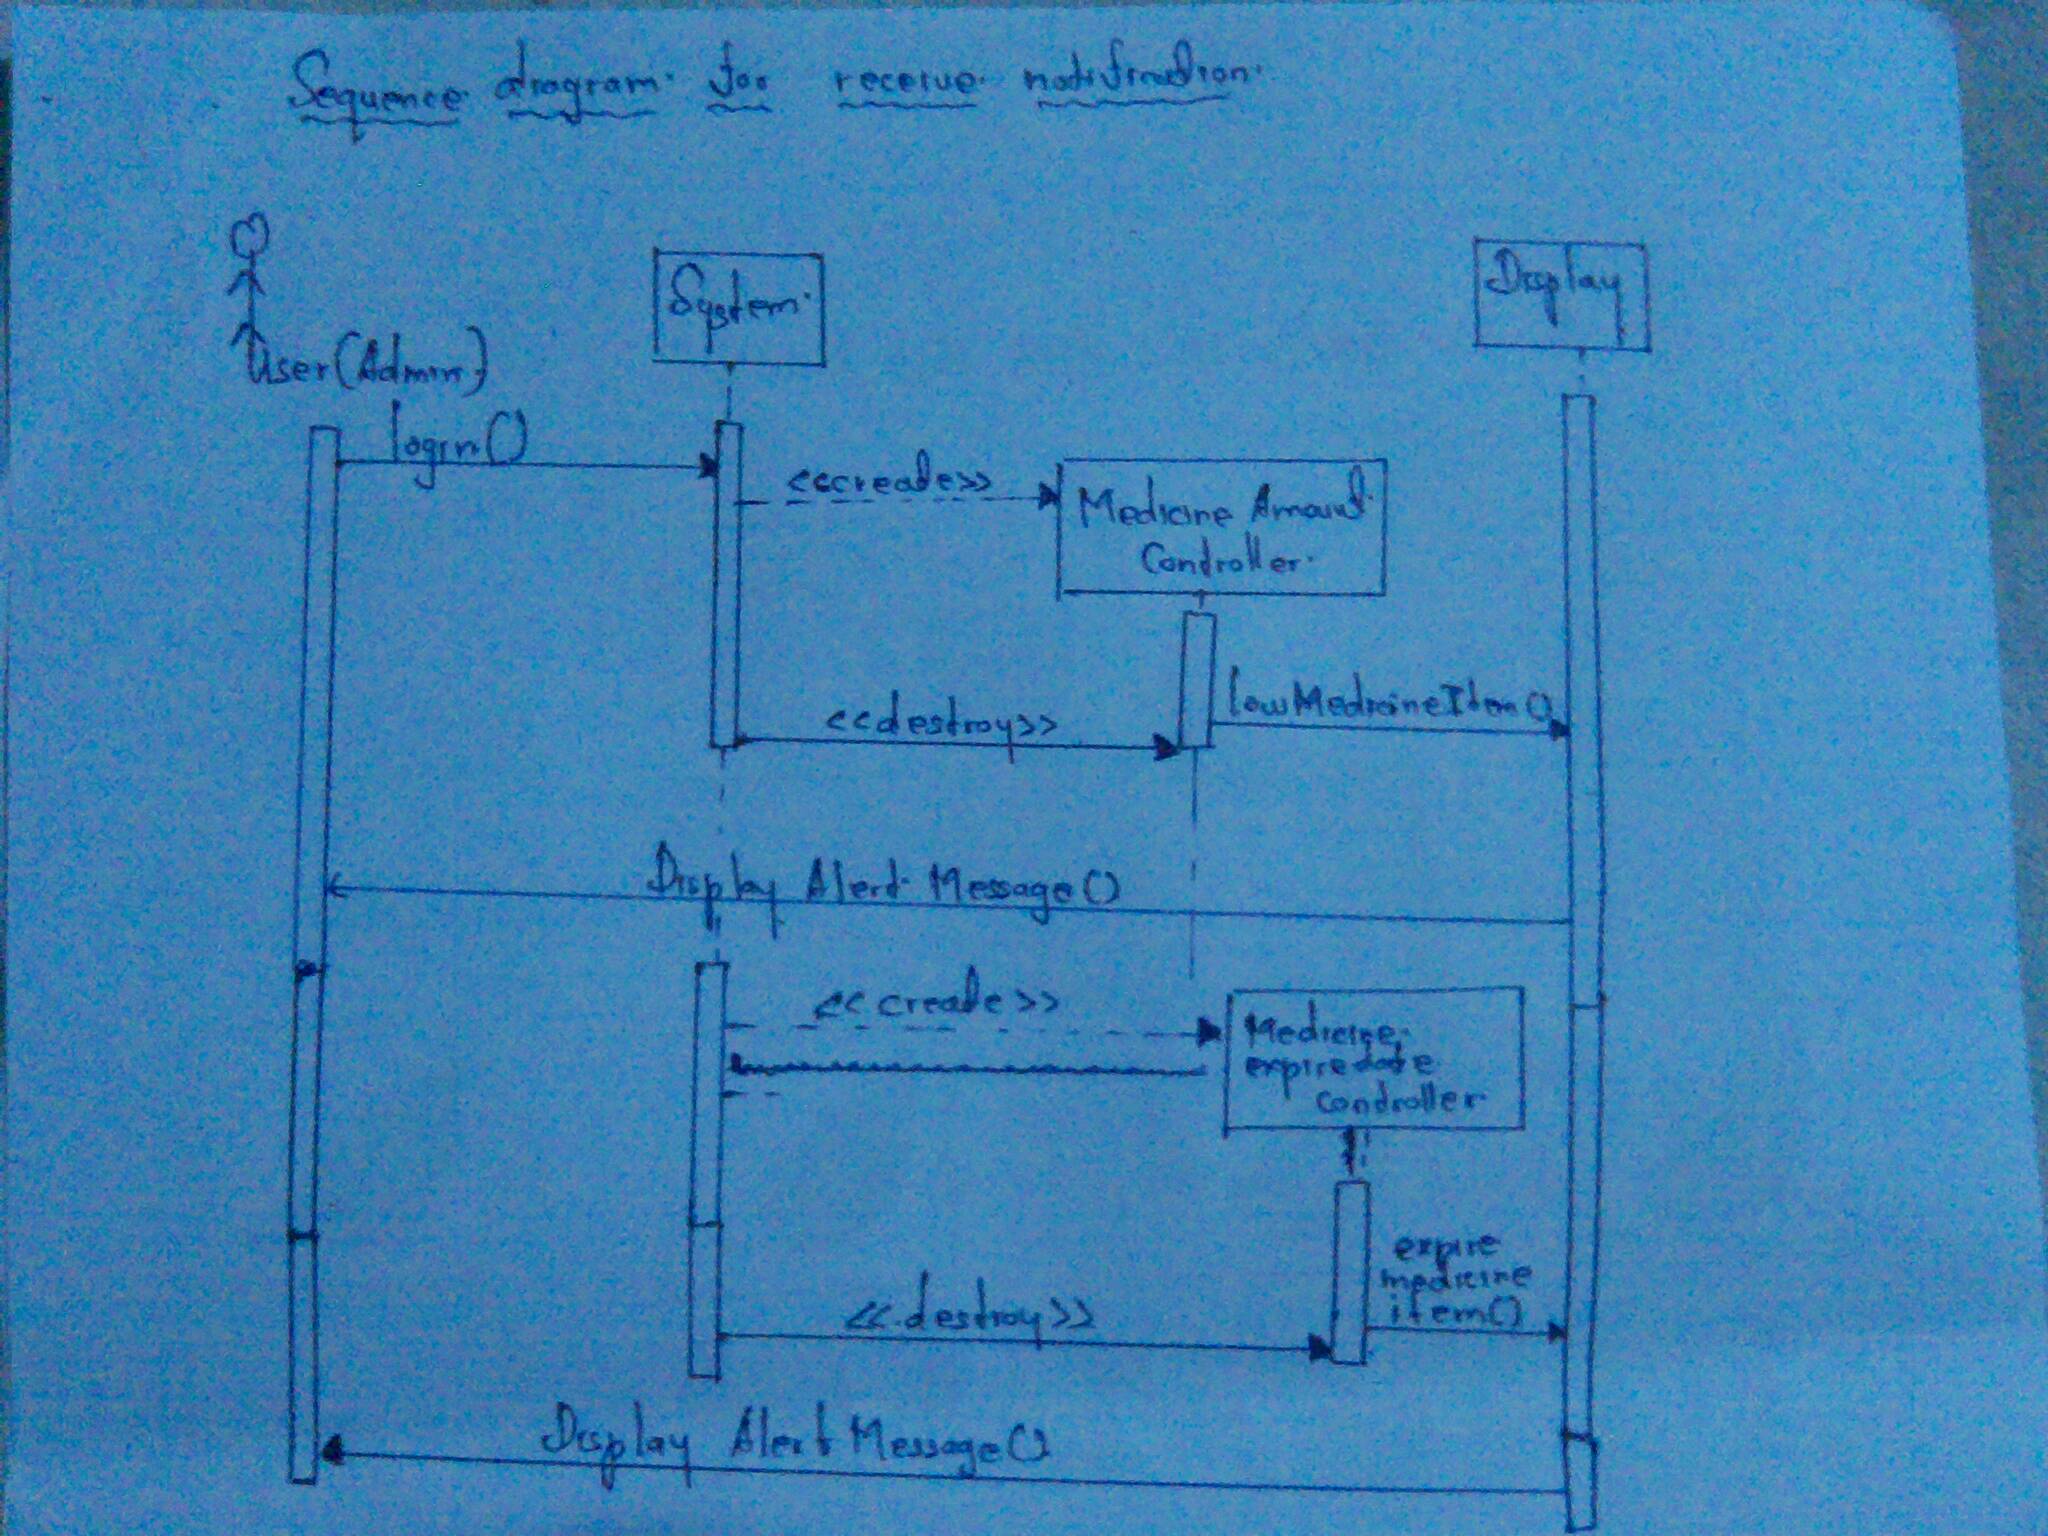 Sequence diagram for receive notification
System
Display
User(Admin)
login()
<<create>>
Medicine Amount
Controller
lowMedicineItem()
<<destroy>>
Display Alert Message()
<<create>>
Medicine
expiredate
controller
expire
medicine
item()
<<destroy>>
Display Alert Message()